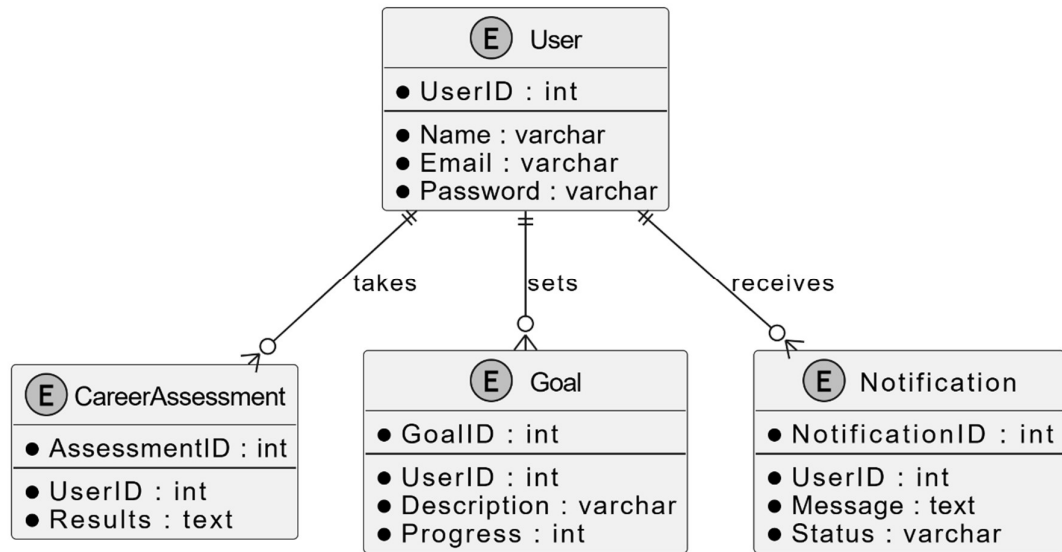 E User
UserID : int
Name : varchar
Email : varchar
Password : varchar
takes
sets
receives
E CareerAssessment
AssessmentID : int
UserID : int
Results : text
E Goal
GoalID : int
UserID : int
Description : varchar
Progress : int
E Notification
NotificationID : int
UserID : int
Message : text
Status : varchar